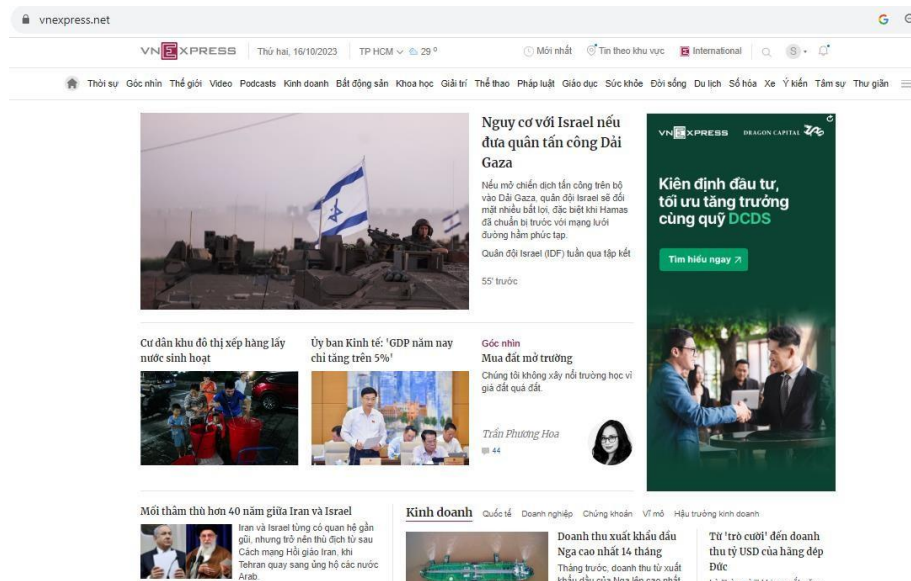 vnexpress.net
VNEXPRESS Thứ hai, 16/10/2023 TP HCM 29° Mới nhất Tin theo khu vực International S
Thời sự Góc nhìn Thế giới Video Podcasts Kinh doanh Bất động sản Khoa học Giải trí Thể thao Pháp luật Giáo dục Sức khỏe Đời sống Du lịch Số hóa Xe Ý kiến Tâm sự Thư giãn
Nguy cơ với Israel nếu
đưa quân tấn công Dải
Gaza
Nếu mở chiến dịch tấn công trên bộ
vào Dải Gaza, quân đội Israel sẽ đối
mặt nhiều bất lợi, đặc biệt khi Hamas
đã chuẩn bị trước với mạng lưới
đường hầm phức tạp.
Quân đội Israel (IDF) tuần qua tập kết
55' trước
VNEXPRESS DRAGON CAPITAL
Kiên định đầu tư,
tối ưu tăng trưởng
cùng quỹ DCDS
Tìm hiểu ngay
Cư dân khu đô thị xếp hàng lấy
nước sinh hoạt
Ủy ban Kinh tế: 'GDP năm nay
chỉ tăng trên 5%'
Góc nhìn
Mua đất mở trường
Chúng tôi không xây nổi trường học vì
giá đất quá đắt.
Trần Phương Hoa
44
Mối thâm thù hơn 40 năm giữa Iran và Israel
Iran và Israel từng có quan hệ gần
gũi, nhưng trở nên thù địch từ sau
Cách mạng Hồi giáo Iran, khi
Tehran quay sang ủng hộ các nước
Arab.
Kinh doanh Quốc tế Doanh nghiệp Chứng khoán Vĩ mô Hậu trường kinh doanh
Doanh thu xuất khẩu dầu
Nga cao nhất 14 tháng
Tháng trước, doanh thu từ xuất
khẩu dầu của Nga lên cao nhất
Từ 'trò cười' đến doanh
thu tỷ USD của hãng dép
Đức